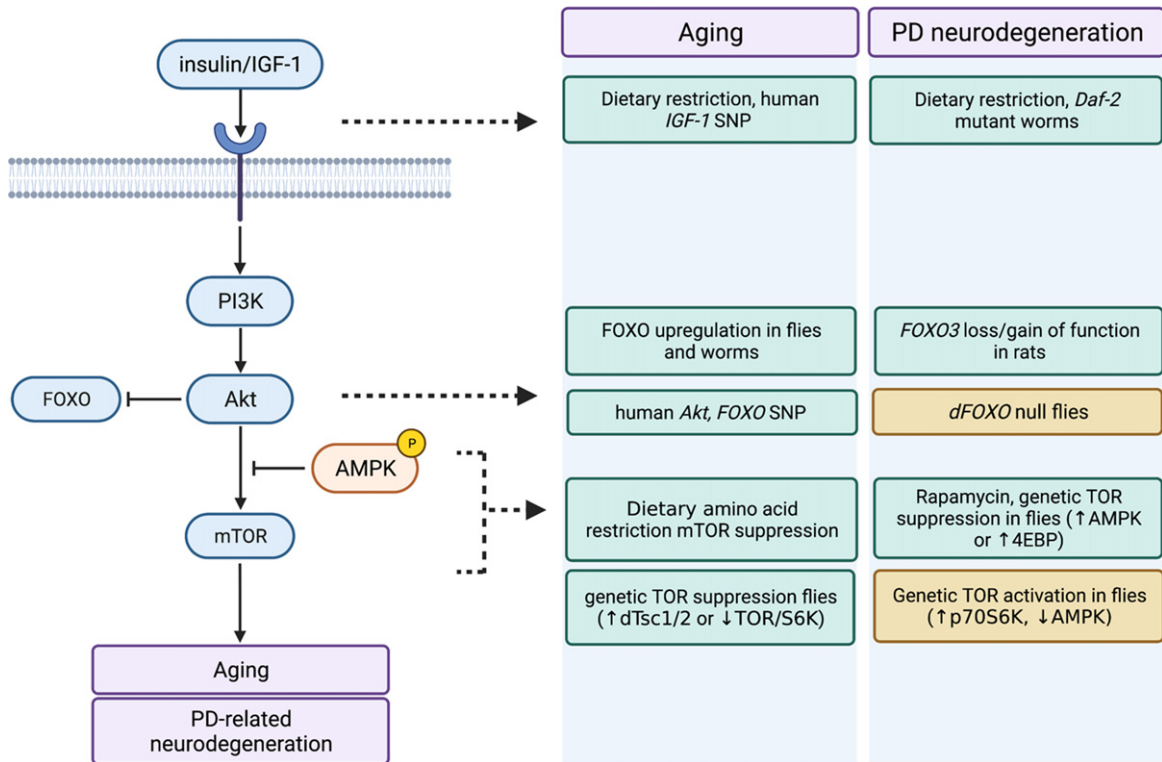 insulin/IGF-1
PI3K
FOXO
Akt
P
AMPK
mTOR
Aging
PD-related
neurodegeneration
Aging
PD neurodegeneration
Dietary restriction, human
IGF-1 SNP
Dietary restriction, Daf-2
mutant worms
FOXO upregulation in flies
and worms
FOXO3 loss/gain of function
in rats
human Akt, FOXO SNP
dFOXO null flies
Dietary amino acid
restriction mTOR suppression
Rapamycin, genetic TOR
suppression in flies (↑AMPK
or ↑4EBP)
genetic TOR suppression flies
(↑dTsc1/2 or ↓TOR/S6K)
Genetic TOR activation in flies
(↑p70S6K, ↓AMPK)